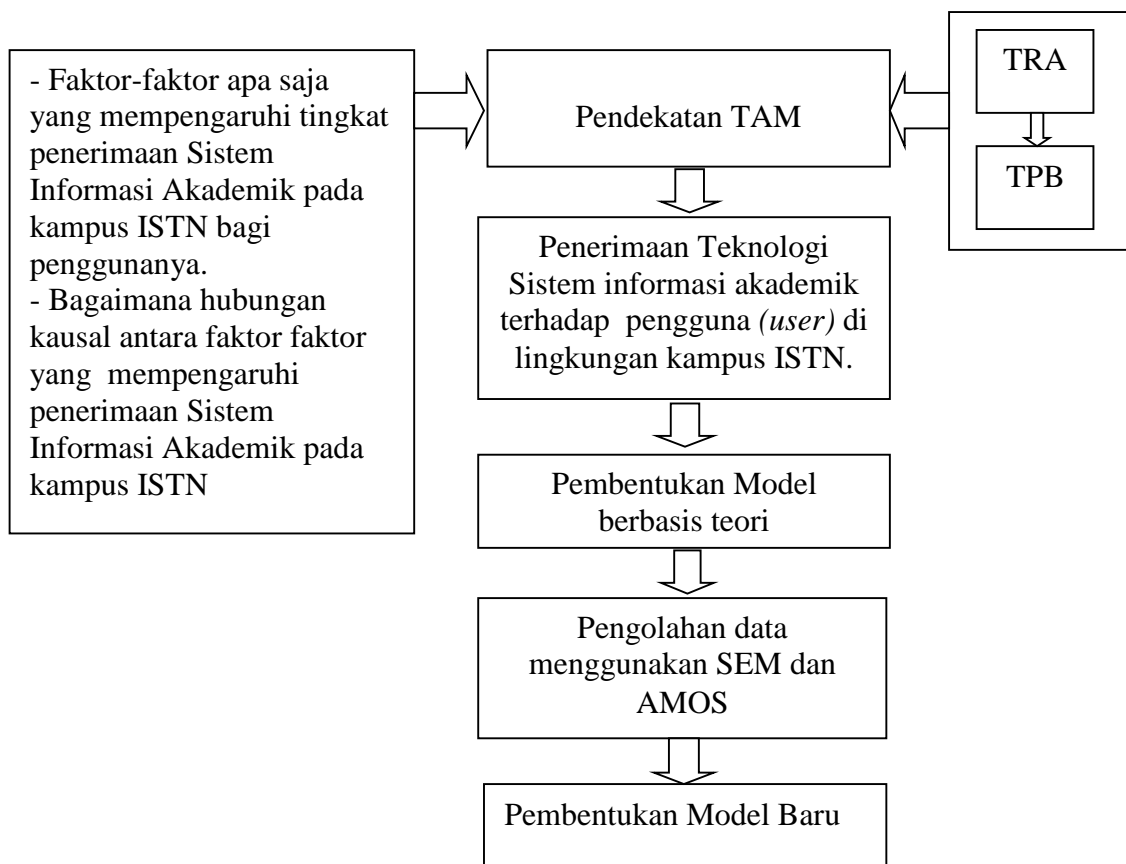 - Faktor-faktor apa saja
yang mempengaruhi tingkat
penerimaan Sistem
Informasi Akademik pada
kampus ISTN bagi
penggunanya.
- Bagaimana hubungan
kausal antara faktor faktor
yang mempengaruhi
penerimaan Sistem
Informasi Akademik pada
kampus ISTN
Pendekatan TAM
TRA
TPB
Penerimaan Teknologi
Sistem informasi akademik
terhadap pengguna (user) di
lingkungan kampus ISTN.
Pembentukan Model
berbasis teori
Pengolahan data
menggunakan SEM dan
AMOS
Pembentukan Model Baru